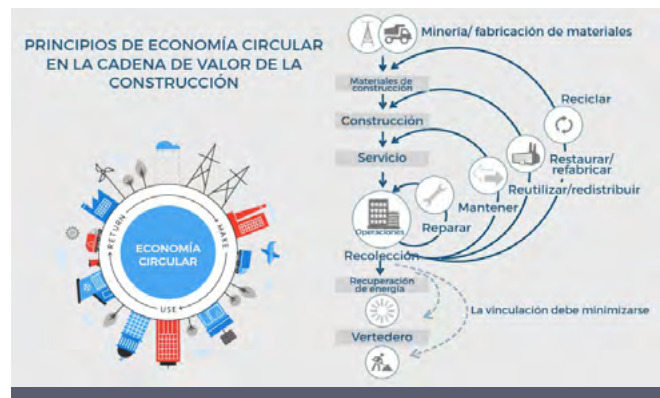 PRINCIPIOS DE ECONOMÍA CIRCULAR
EN LA CADENA DE VALOR DE LA
CONSTRUCCIÓN
RETURN
MAKE
USE
ECONOMÍA
CIRCULAR
Minería/ fabricación de materiales
Materiales de
construcción
Construcción
Servicio
Operaciones
Recolección
Recuperación
de energía
Vertedero
Reciclar
Restaurar/
refabricar
Reutilizar/redistribuir
Mantener
Reparar
La vinculación debe minimizarse